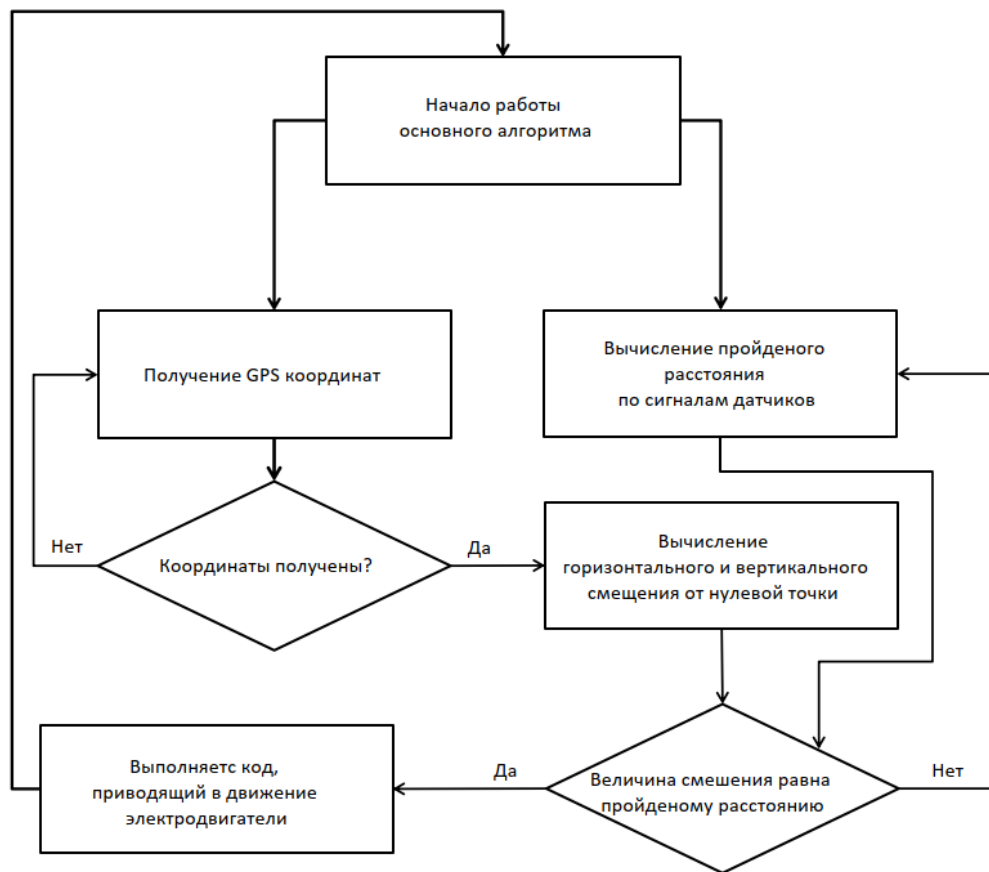 Начало работы
основного алгоритма
Получение GPS координат
Вычисление пройденого
расстояния
по сигналам датчиков
Нет
Координаты получены?
Да
Вычисление
горизонтального и вертикального
смещения от нулевой точки
Выполняетс код,
приводящий в движение
электродвигатели
Да
Величина смешения равна
пройденому расстоянию
Нет